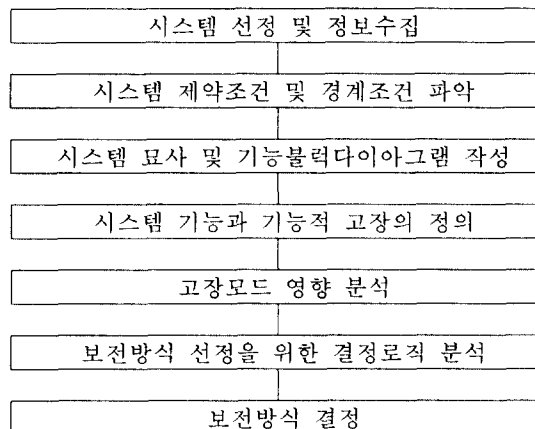 시스템 선정 및 정보수집
시스템 제약조건 및 경계조건 파악
시스템 묘사 및 기능블럭다이아그램 작성
시스템 기능과 기능적 고장의 정의
고장모드 영향 분석
보전방식 선정을 위한 결정로직 분석
보전방식 결정